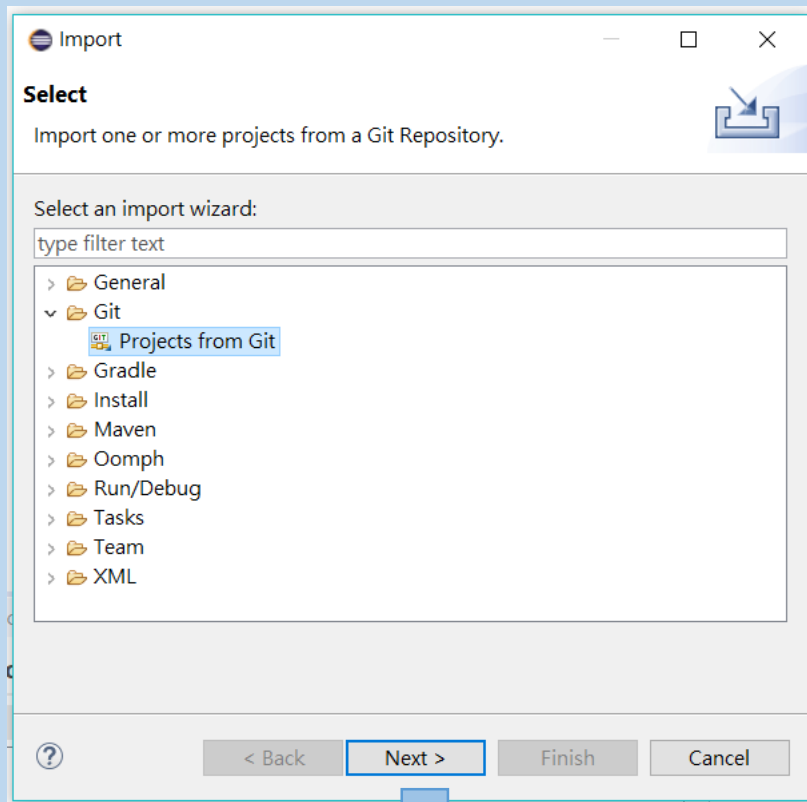 Import
Select
Import one or more projects from a Git Repository.
Select an import wizard:
type filter text
General
Git
GIT Projects from Git
Gradle
Install
Maven
Oomph
Run/Debug
Tasks
Team
XML
? < Back Next > Finish Cancel